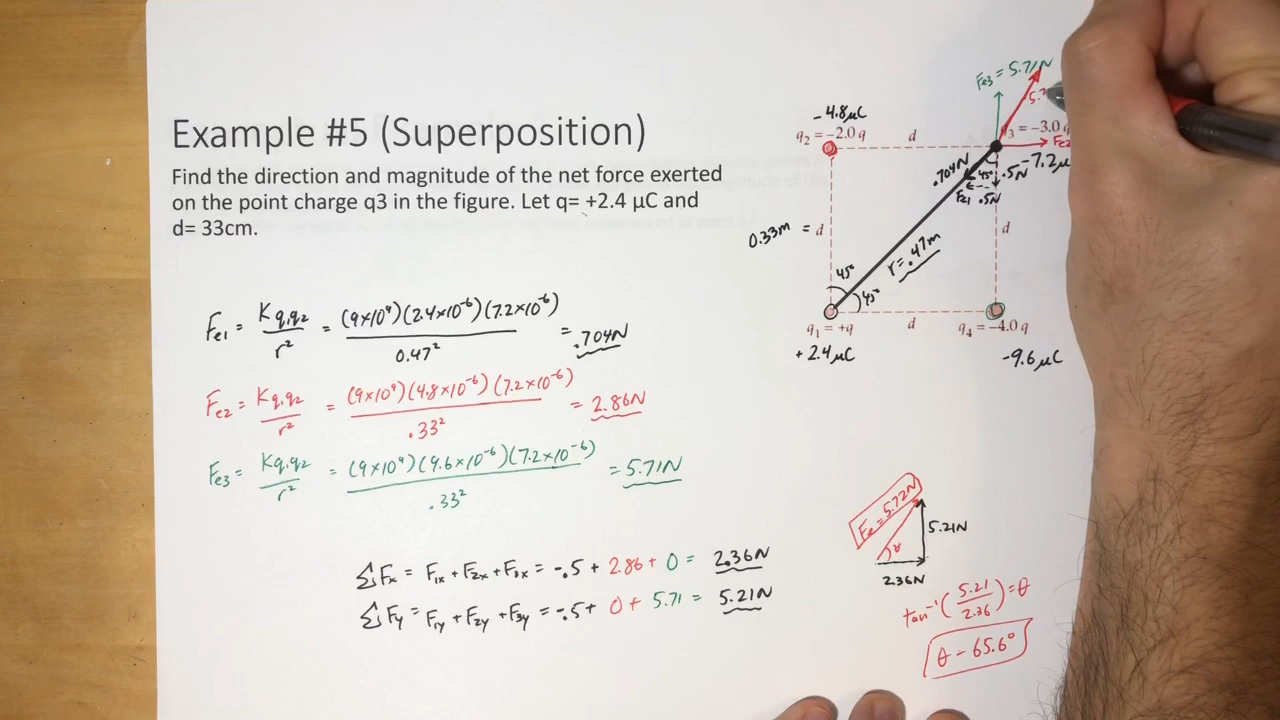 Example #5 (Superposition)
Find the direction and magnitude of the net force exerted
on the point charge q3 in the figure. Let q= +2.4 μC and
d= 33cm.
Fe1 = Kq1q2/r² = (9×10⁹)(2.4×10⁻⁶)(7.2×10⁻⁶)/0.47² = .704N
Fe2 = Kq1q2/r² = (9×10⁹)(4.8×10⁻⁶)(7.2×10⁻⁶)/.33² = 2.86N
Fe3 = Kq1q2/r² = (9×10⁹)(9.6×10⁻⁶)(7.2×10⁻⁶)/.33² = 5.71N
ΣFx = F1x + F2x + F3x = -.5 + 2.86 + 0 = 2.36N
ΣFy = F1y + F2y + F3y = -.5 + 0 + 5.71 = 5.21N
Fe3 = 5.71N
-4.8μC
q2 = -2.0 q
d
q3 = -3.0 q
Fe2
-7.2μ
.704N
45°
.5N
Fe1
.5N
0.33m = d
r = .47m
d
45°
45°
q1 = +q
d
q4 = -4.0 q
+2.4μC
-9.6μC
Fe = 5.72N
5.21N
2.36N
tan⁻¹(5.21/2.36) = θ
θ = 65.6°